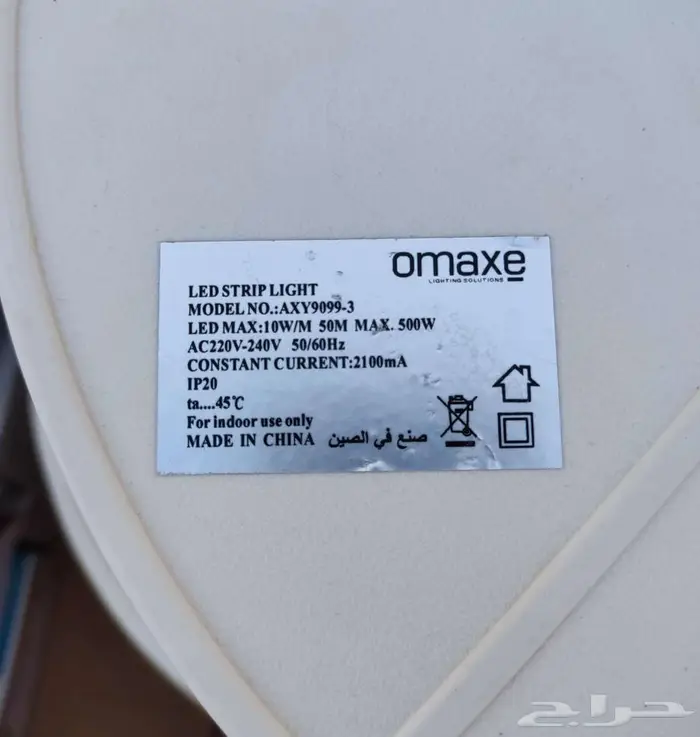 omaxe
LIGHTING SOLUTIONS
LED STRIP LIGHT
MODEL NO.:AXY9099-3
LED MAX:10W/M 50M MAX. 500W
AC220V-240V 50/60Hz
CONSTANT CURRENT:2100mA
IP20
ta....45℃
For indoor use only
MADE IN CHINA صنع في الصين
حراج